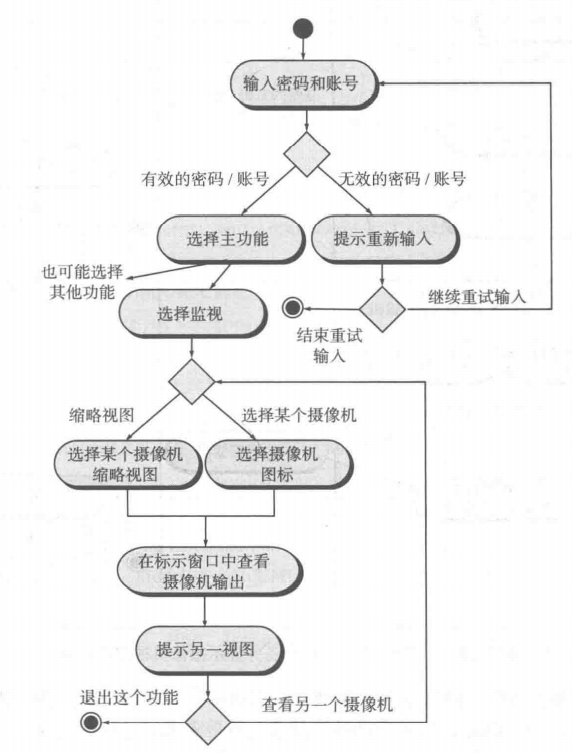 输入密码和账号
有效的密码/账号
无效的密码/账号
选择主功能
提示重新输入
也可能选择
其他功能
选择监视
继续重试输入
结束重试
输入
缩略视图
选择某个摄像机
选择某个摄像机
缩略视图
选择摄像机
图标
在标示窗口中查看
摄像机输出
提示另一视图
退出这个功能
查看另一个摄像机